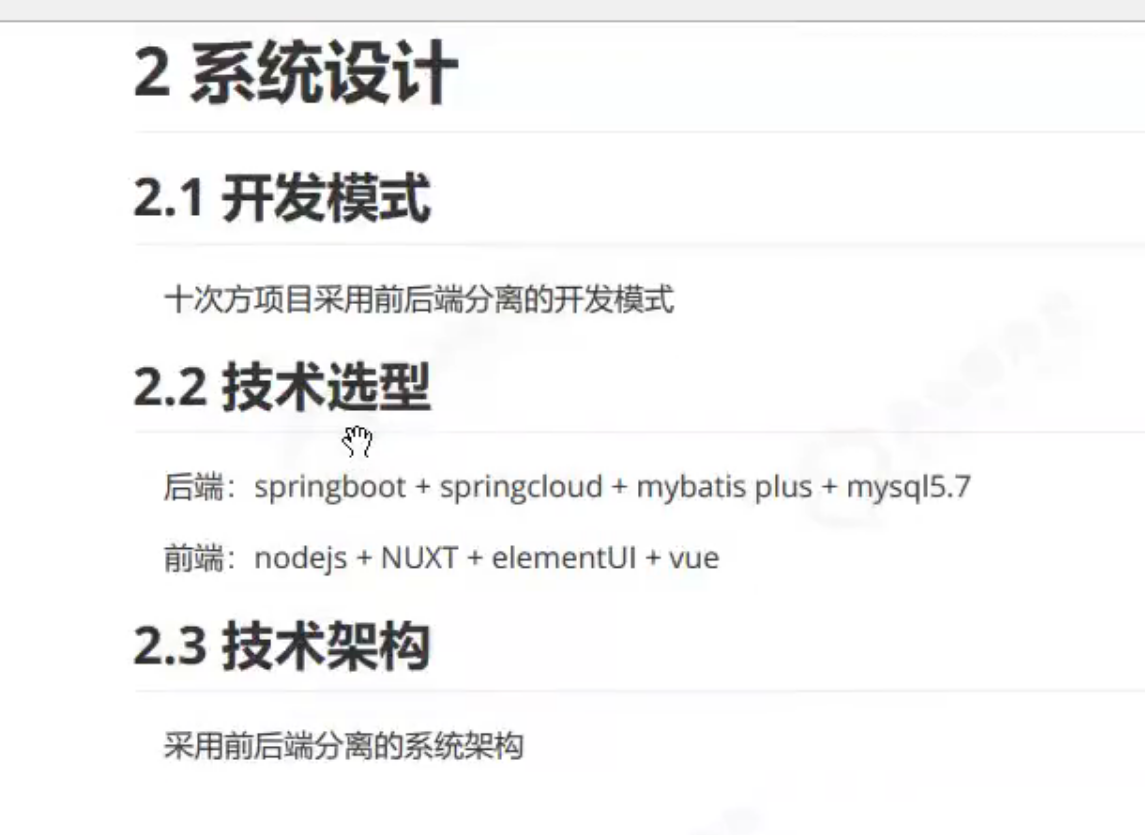 2 系统设计
2.1 开发模式
十次方项目采用前后端分离的开发模式
2.2 技术选型
后端：springboot + springcloud + mybatis plus + mysql5.7
前端：nodejs + NUXT + elementUI + vue
2.3 技术架构
采用前后端分离的系统架构